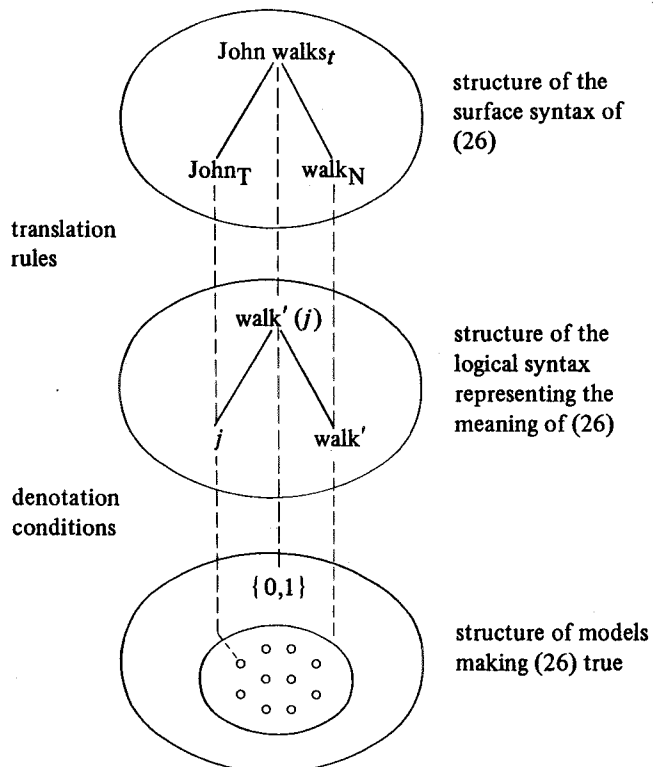 John walks_t
structure of the
surface syntax of
(26)
John_T walk_N
translation
rules
walk′ (j)
structure of the
logical syntax
representing the
meaning of (26)
j walk′
denotation
conditions
{0,1}
structure of models
making (26) true